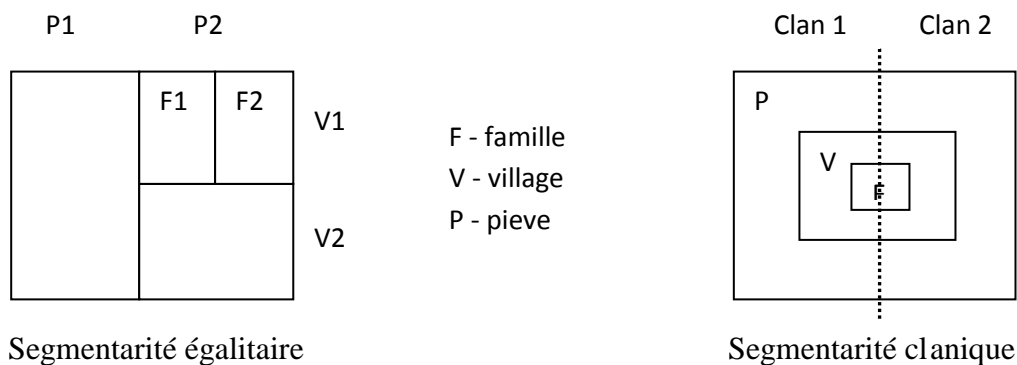 P1 P2
Clan 1 Clan 2
F1 F2
V1
P
F - famille
V - village
P - pieve
V
F
V2
Segmentarité égalitaire
Segmentarité clanique